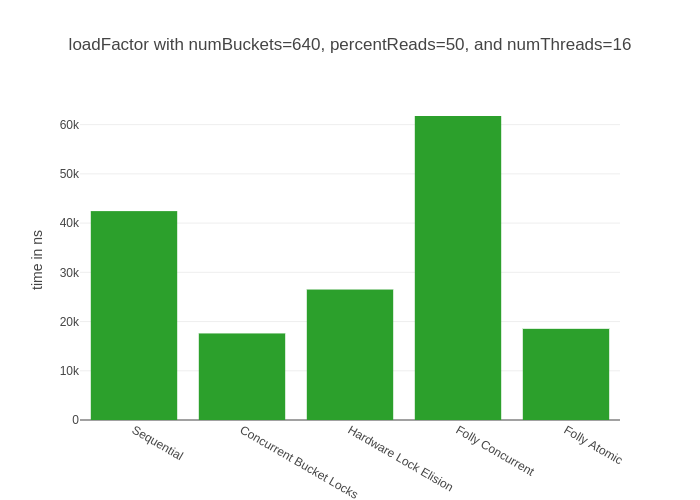 loadFactor with numBuckets=640, percentReads=50, and numThreads=16
time in ns
60k
50k
40k
30k
20k
10k
0
Sequential
Concurrent Bucket Locks
Hardware Lock Elision
Folly Concurrent
Folly Atomic